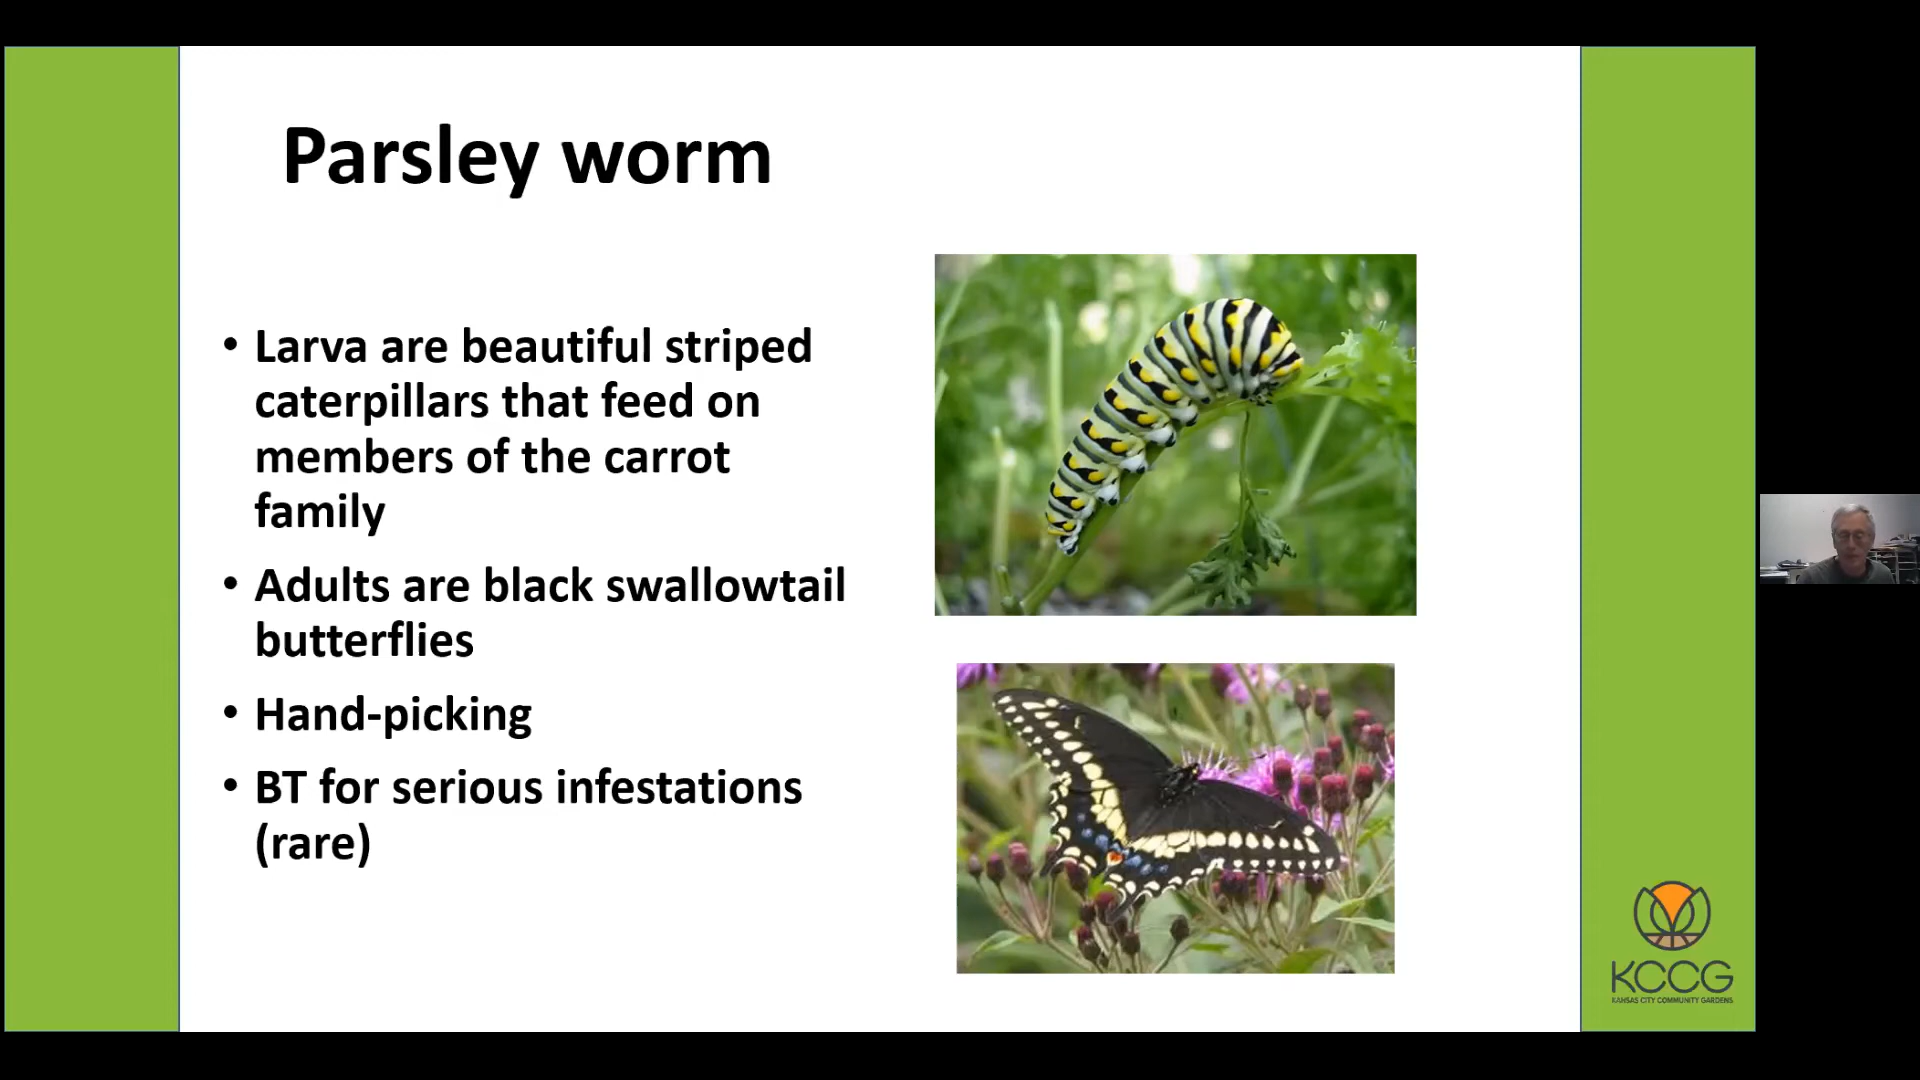 Parsley worm
• Larva are beautiful striped
caterpillars that feed on
members of the carrot
family
• Adults are black swallowtail
butterflies
• Hand-picking
• BT for serious infestations
(rare)
KCCG
KANSAS CITY COMMUNITY GARDENS